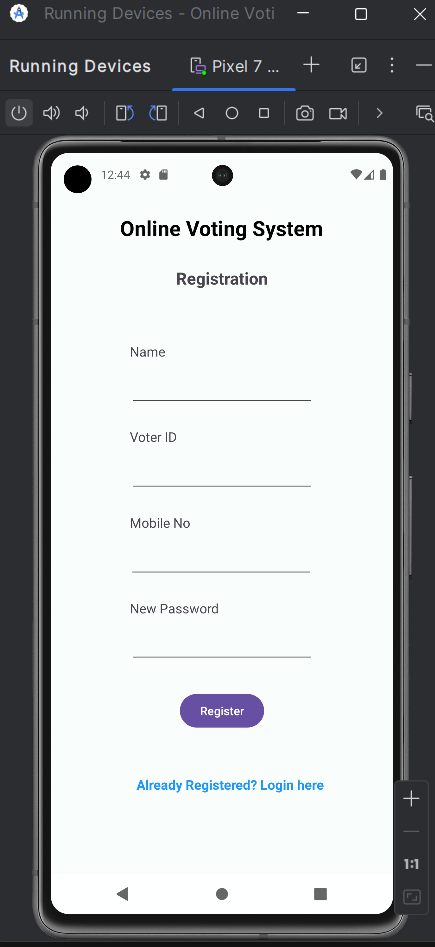 Running Devices - Online Voti
Running Devices
Pixel 7 ...
12:44
Online Voting System
Registration
Name
Voter ID
Mobile No
New Password
Register
Already Registered? Login here
1:1